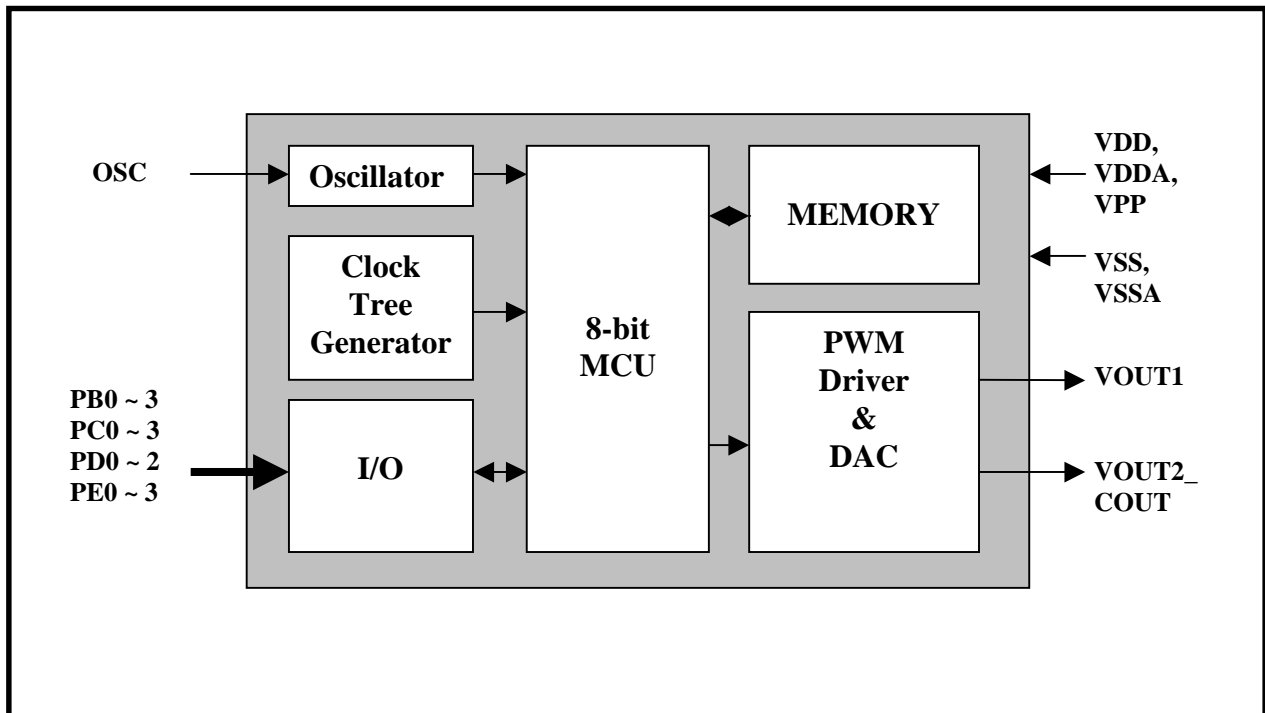 OSC
Oscillator
Clock
Tree
Generator
PB0 ~ 3
PC0 ~ 3
PD0 ~ 2
PE0 ~ 3
I/O
8-bit
MCU
MEMORY
PWM
Driver
&
DAC
VDD,
VDDA,
VPP
VSS,
VSSA
VOUT1
VOUT2_
COUT